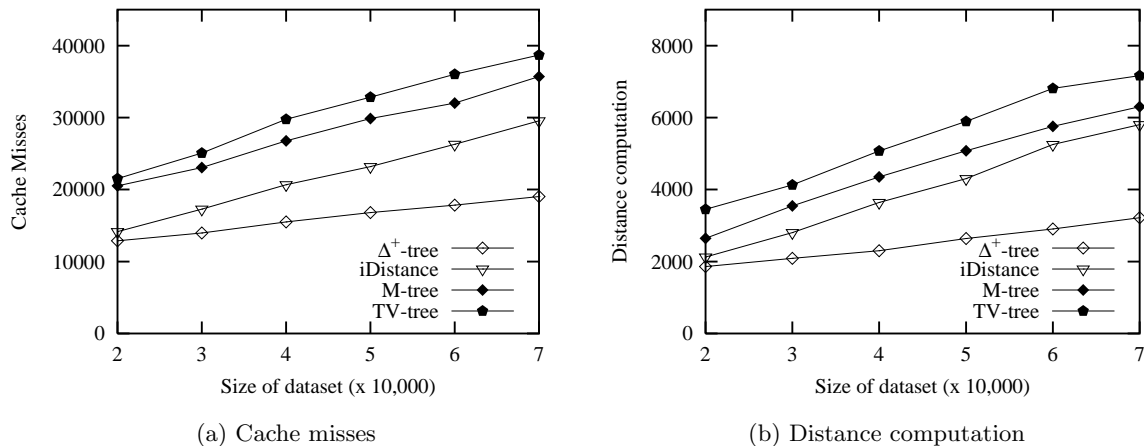 40000
30000
20000
10000
0
Cache Misses
Δ+-tree
iDistance
M-tree
TV-tree
2 3 4 5 6 7
Size of dataset (x 10,000)
(a) Cache misses
8000
6000
4000
2000
0
Distance computation
Δ+-tree
iDistance
M-tree
TV-tree
2 3 4 5 6 7
Size of dataset (x 10,000)
(b) Distance computation